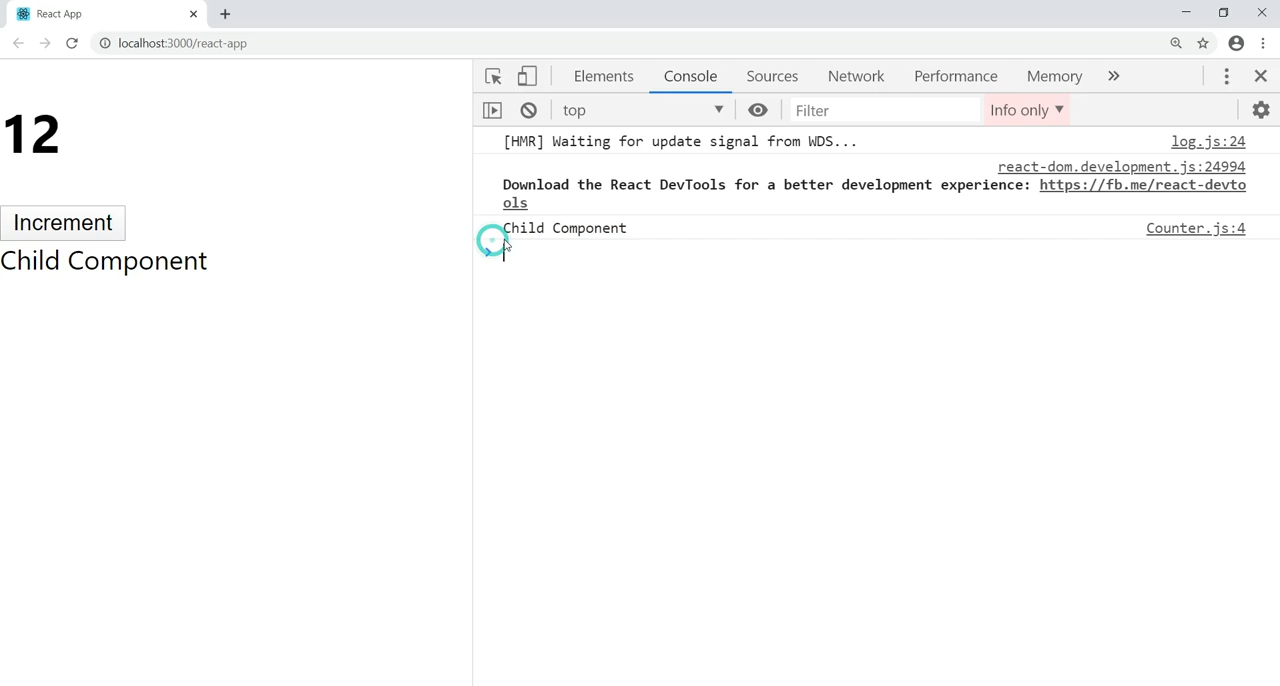 React App
localhost:3000/react-app
12
Increment
Child Component
Elements
Console
Sources
Network
Performance
Memory
top
Filter
Info only
[HMR] Waiting for update signal from WDS...
log.js:24
react-dom.development.js:24994
Download the React DevTools for a better development experience: https://fb.me/react-devto
ols
Child Component
Counter.js:4